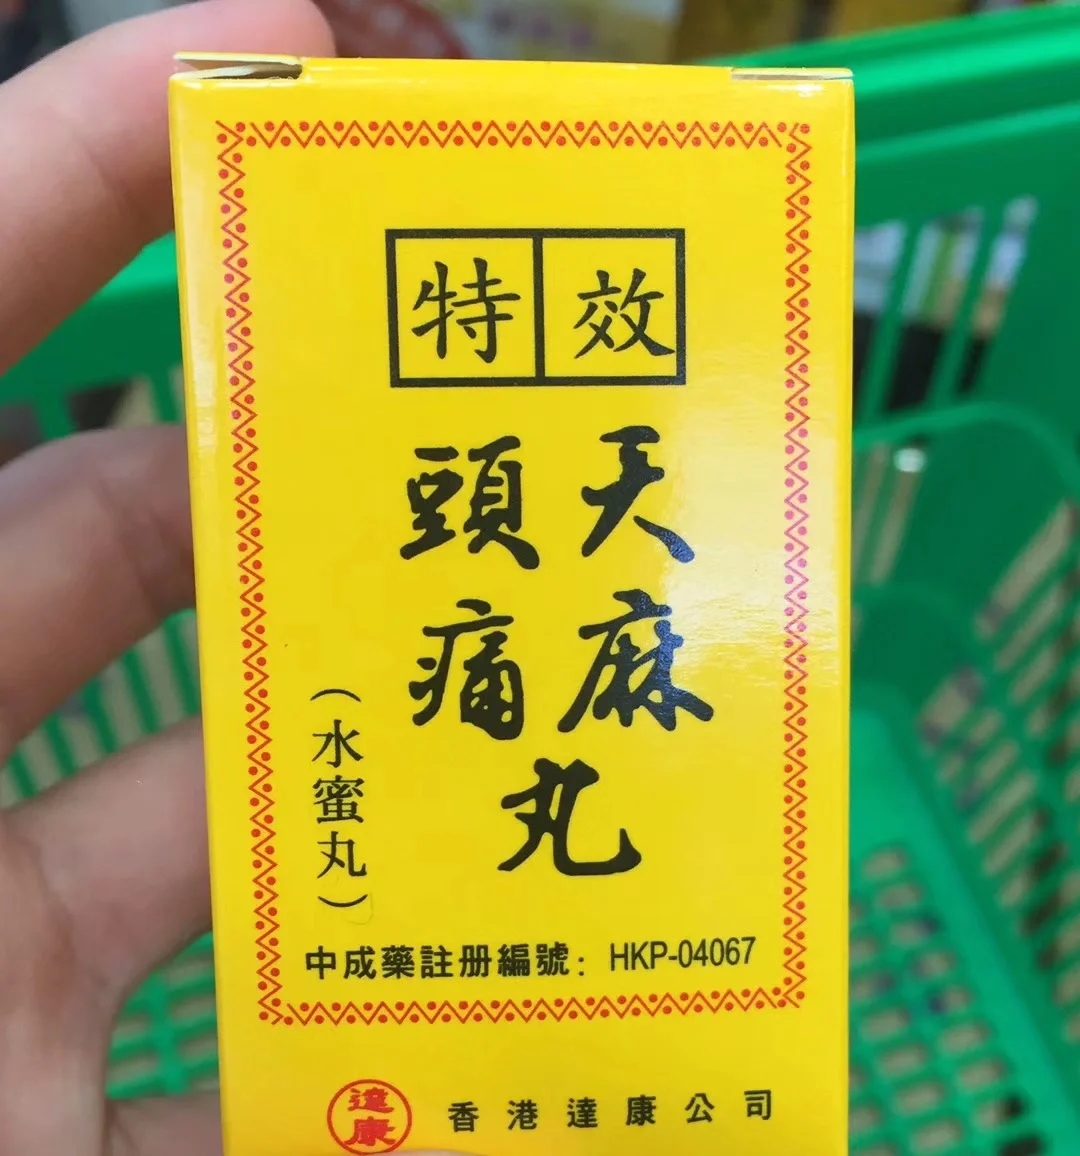 特效
天麻
頭痛
丸
（水蜜丸）
中成藥註册編號：HKP-04067
達康
香港達康公司